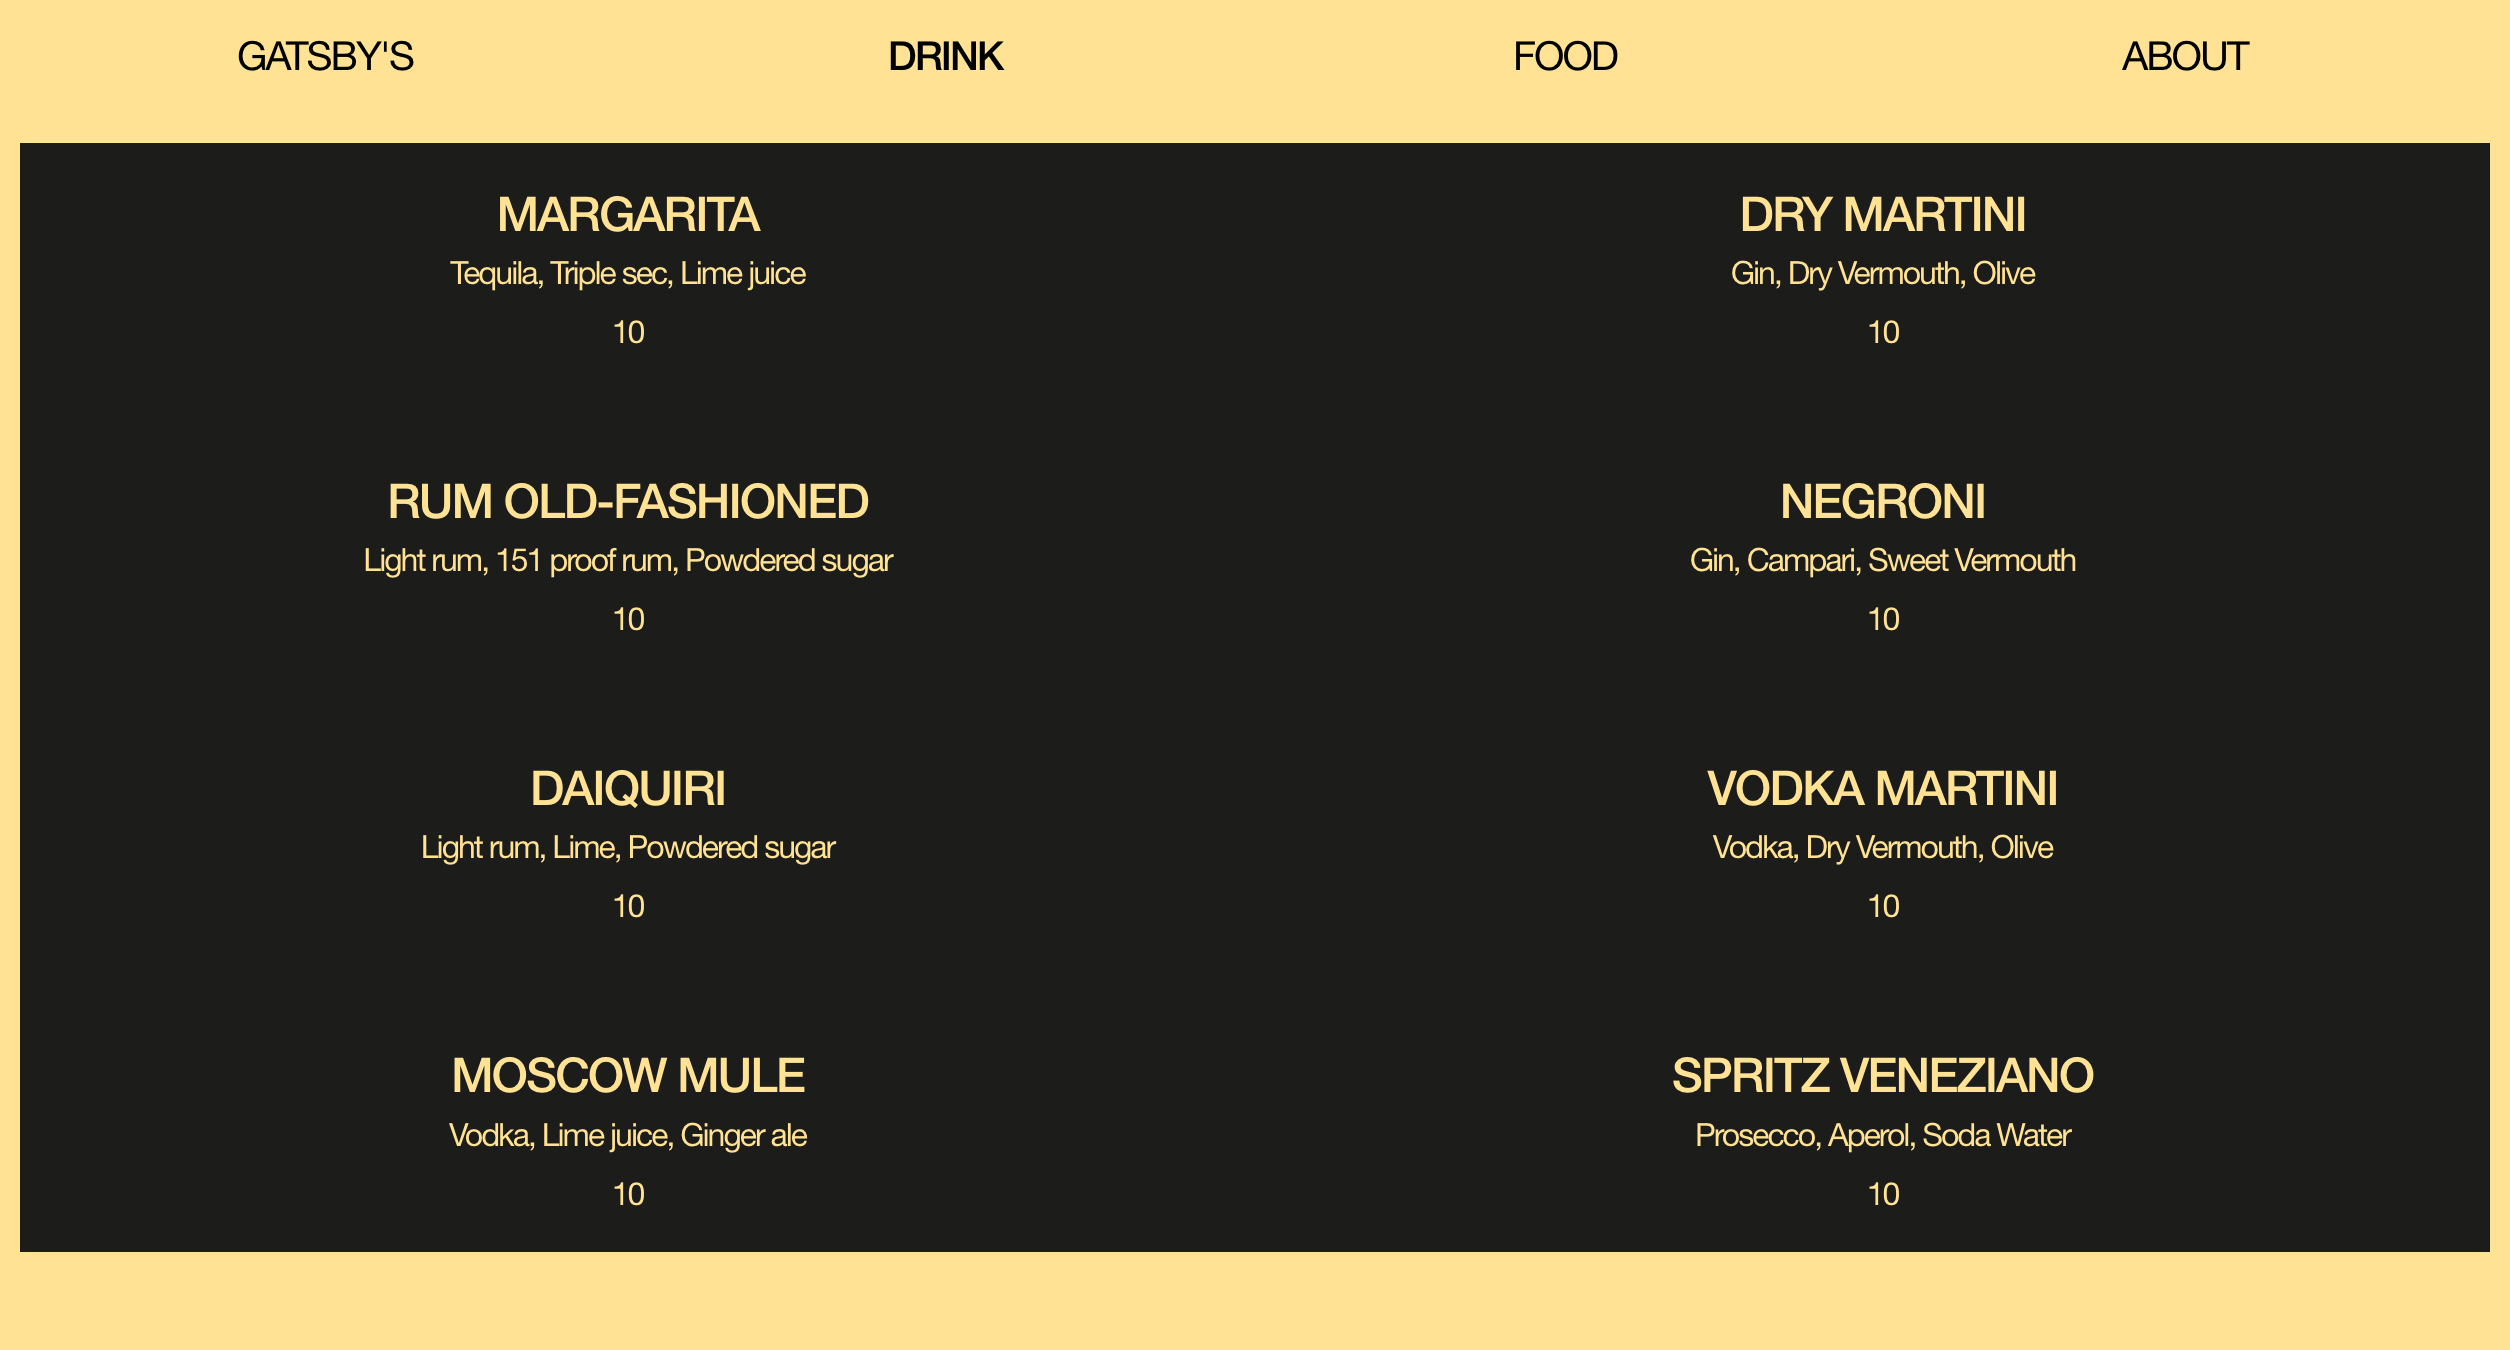 GATSBY'S
DRINK
FOOD
ABOUT
MARGARITA
Tequila, Triple sec, Lime juice
10
DRY MARTINI
Gin, Dry Vermouth, Olive
10
RUM OLD-FASHIONED
Light rum, 151 proof rum, Powdered sugar
10
NEGRONI
Gin, Campari, Sweet Vermouth
10
DAIQUIRI
Light rum, Lime, Powdered sugar
10
VODKA MARTINI
Vodka, Dry Vermouth, Olive
10
MOSCOW MULE
Vodka, Lime juice, Ginger ale
10
SPRITZ VENEZIANO
Prosecco, Aperol, Soda Water
10